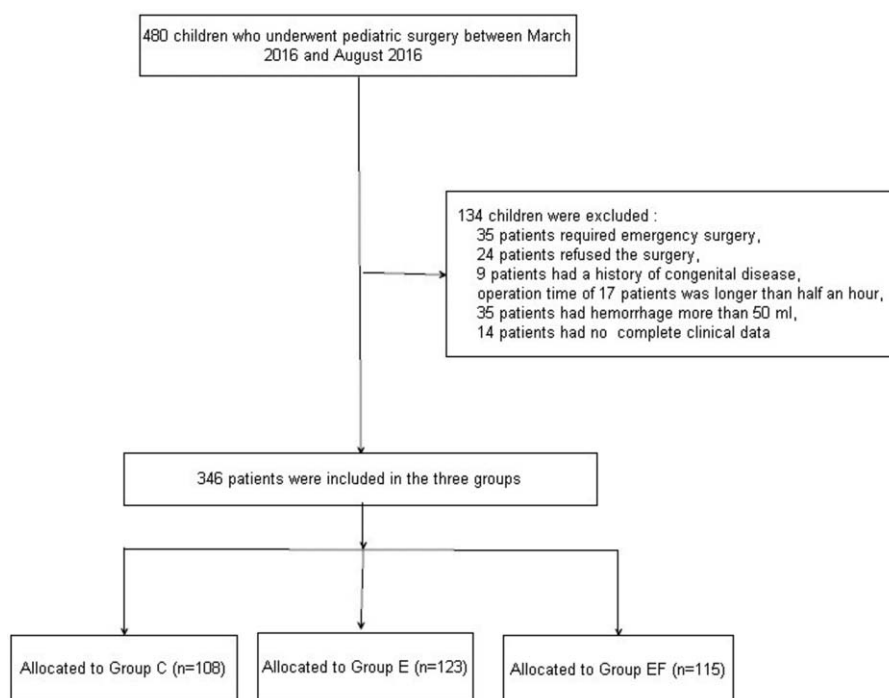 480 children who underwent pediatric surgery between March
2016 and August 2016
134 children were excluded :
35 patients required emergency surgery,
24 patients refused the surgery,
9 patients had a history of congenital disease,
operation time of 17 patients was longer than half an hour,
35 patients had hemorrhage more than 50 ml,
14 patients had no complete clinical data
346 patients were included in the three groups
Allocated to Group C (n=108)
Allocated to Group E (n=123)
Allocated to Group EF (n=115)